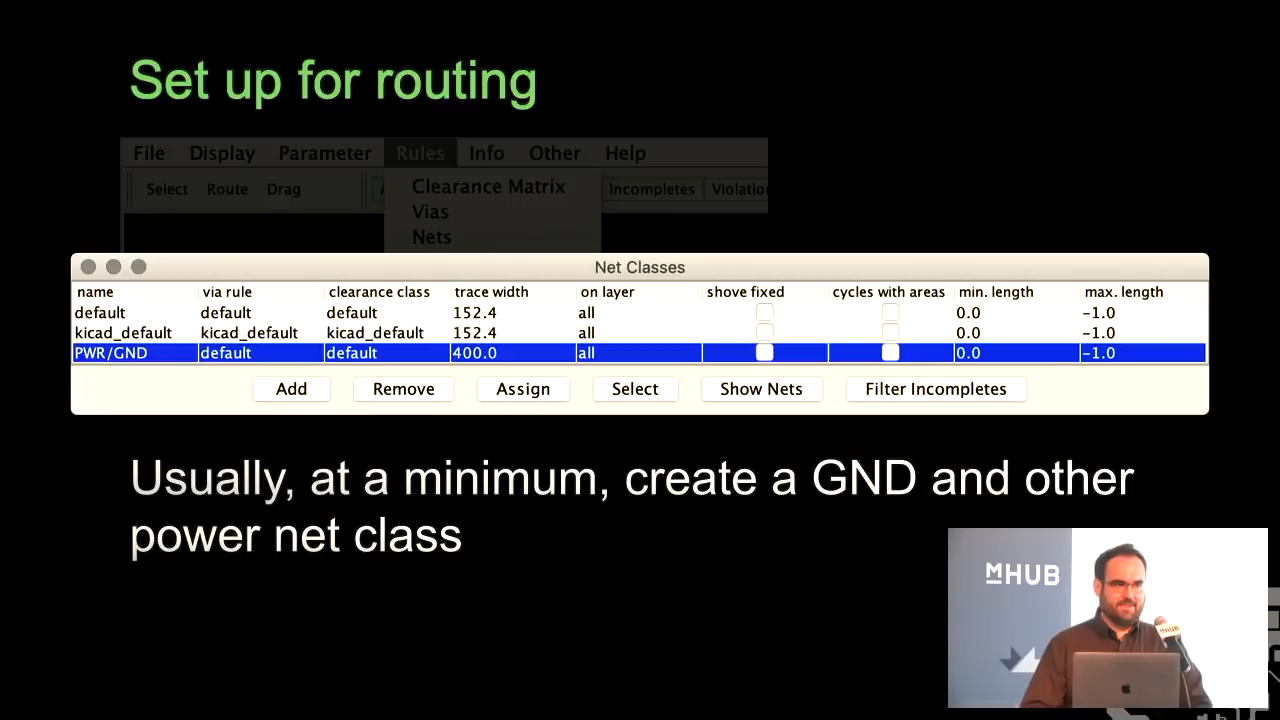 Set up for routing
File Display Parameter Rules Info Other Help
Select Route Drag Incompletes
Clearance Matrix
Vias
Nets
Net Classes
name via rule clearance class trace width on layer shove fixed cycles with areas min. length max. length
default default default 152.4 all 0.0 -1.0
kicad_default kicad_default kicad_default 152.4 all 0.0 -1.0
PWR/GND default default 400.0 all 0.0 -1.0
Add Remove Assign Select Show Nets Filter Incompletes
Usually, at a minimum, create a GND and other
power net class
MHUB
MHUB